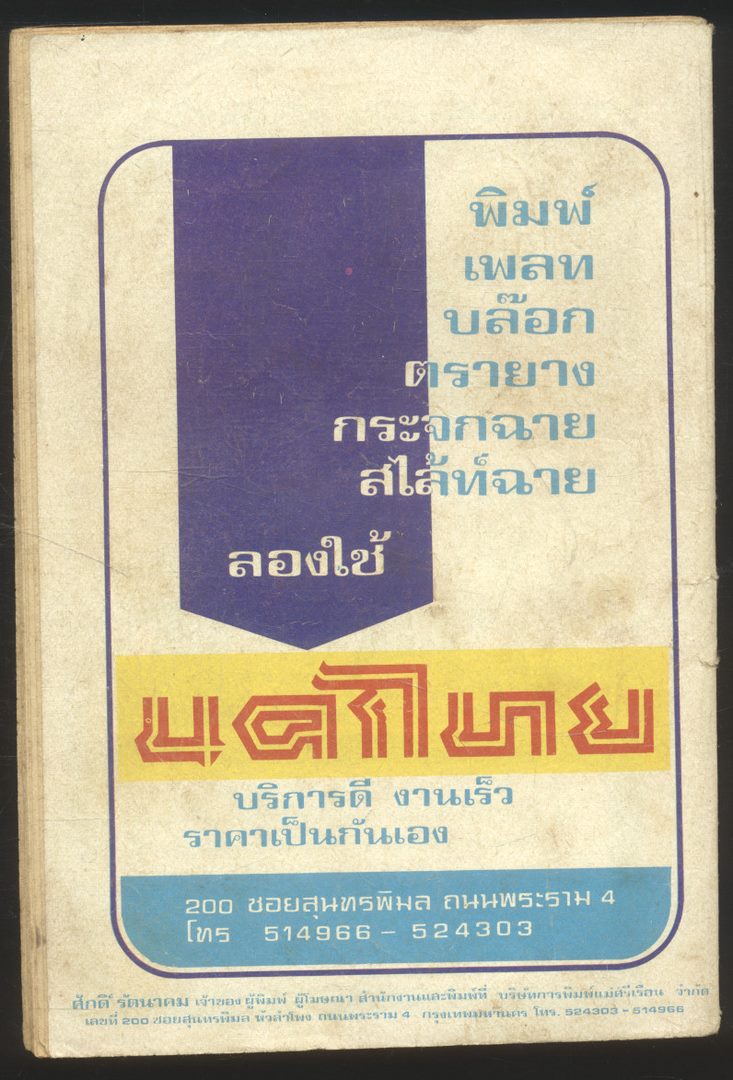 พิมพ์
เพลท
บล๊อก
ตรายาง
กระจกฉาย
สไล้ท์ฉาย
ลองใช้
บริการดี งานเร็ว
ราคาเป็นกันเอง
200 ซอยสุนทรพิมล ถนนพระราม 4
โทร 514966 – 524303
ศักดิ์ รัตนาคม เจ้าของ ผู้พิมพ์ ผู้โฆษณา สำนักงานและพิมพ์ที่ บริษัทการพิมพ์แม่ศรีเรือน จำกัด
เลขที่ 200 ซอยสุนทรพิมล หัวลำโพง ถนนพระราม 4 กรุงเทพมหานคร โทร. 524303 – 514966